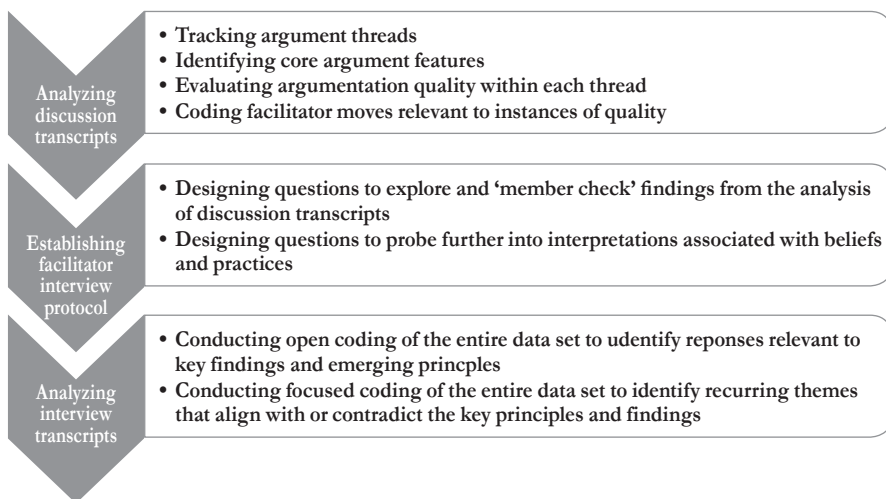 Analyzing
discussion
transcripts
• Tracking argument threads
• Identifying core argument features
• Evaluating argumentation quality within each thread
• Coding facilitator moves relevant to instances of quality
Establishing
facilitator
interview
protocol
• Designing questions to explore and ‘member check’ findings from the analysis
of discussion transcripts
• Designing questions to probe further into interpretations associated with beliefs
and practices
Analyzing
interview
transcripts
• Conducting open coding of the entire data set to udentify reponses relevant to
key findings and emerging princples
• Conducting focused coding of the entire data set to identify recurring themes
that align with or contradict the key principles and findings